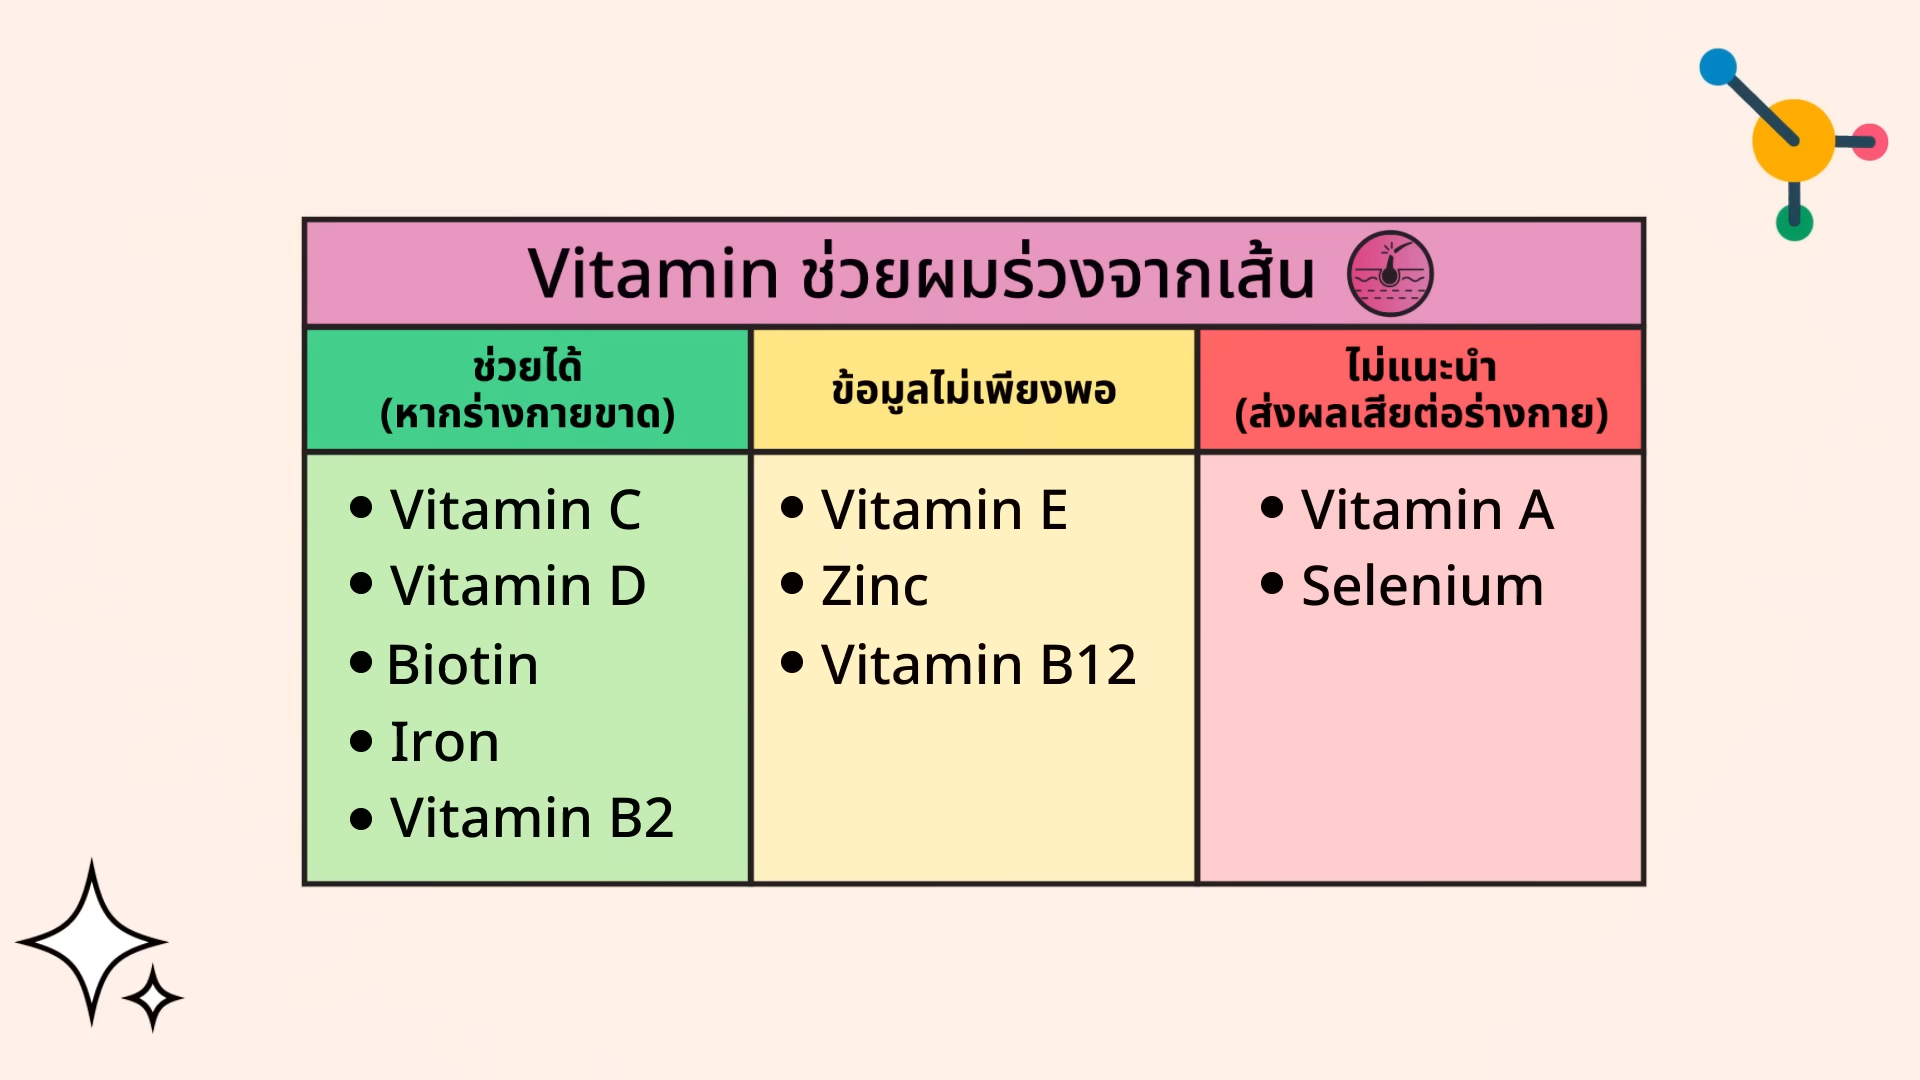 Vitamin ช่วยผมร่วงจากเส้น
ช่วยได้
(หากร่างกายขาด)
ข้อมูลไม่เพียงพอ
ไม่แนะนำ
(ส่งผลเสียต่อร่างกาย)
• Vitamin C
• Vitamin D
• Biotin
• Iron
• Vitamin B2
• Vitamin E
• Zinc
• Vitamin B12
• Vitamin A
• Selenium